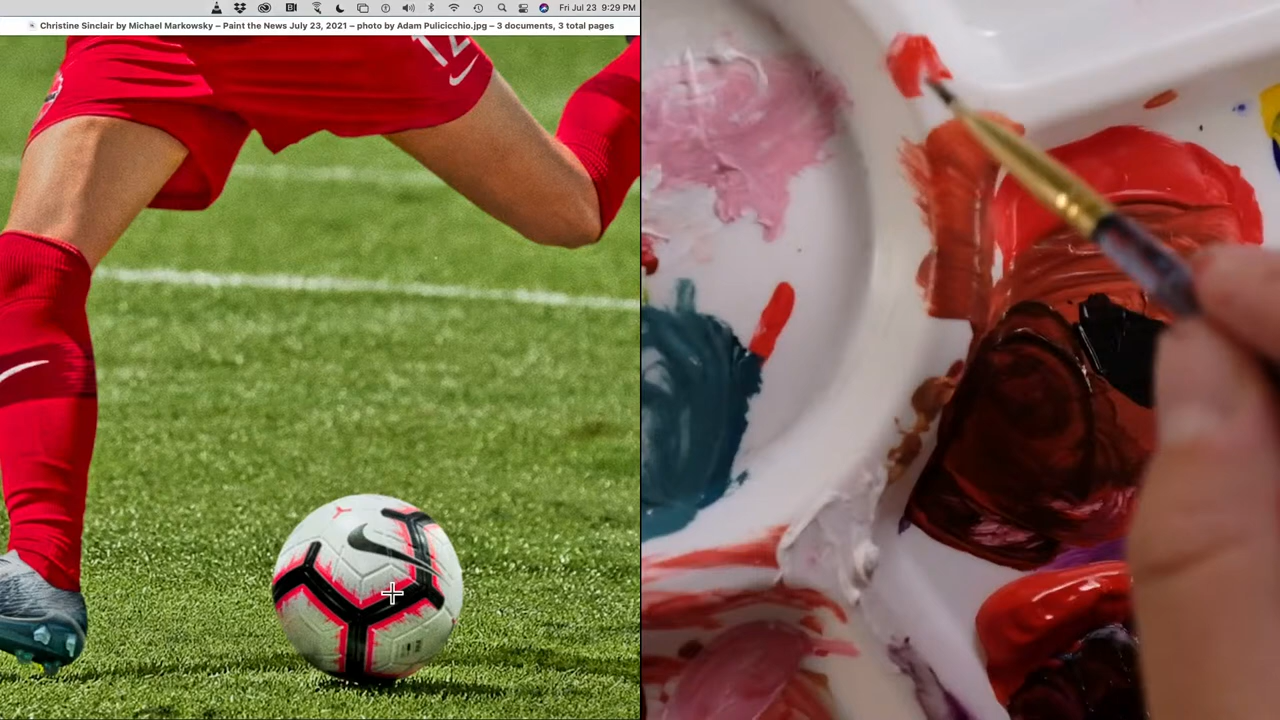 Fri Jul 23 9:29 PM
Christine Sinclair by Michael Markowsky – Paint the News July 23, 2021 – photo by Adam Pulicicchio.jpg – 3 documents, 3 total pages
12